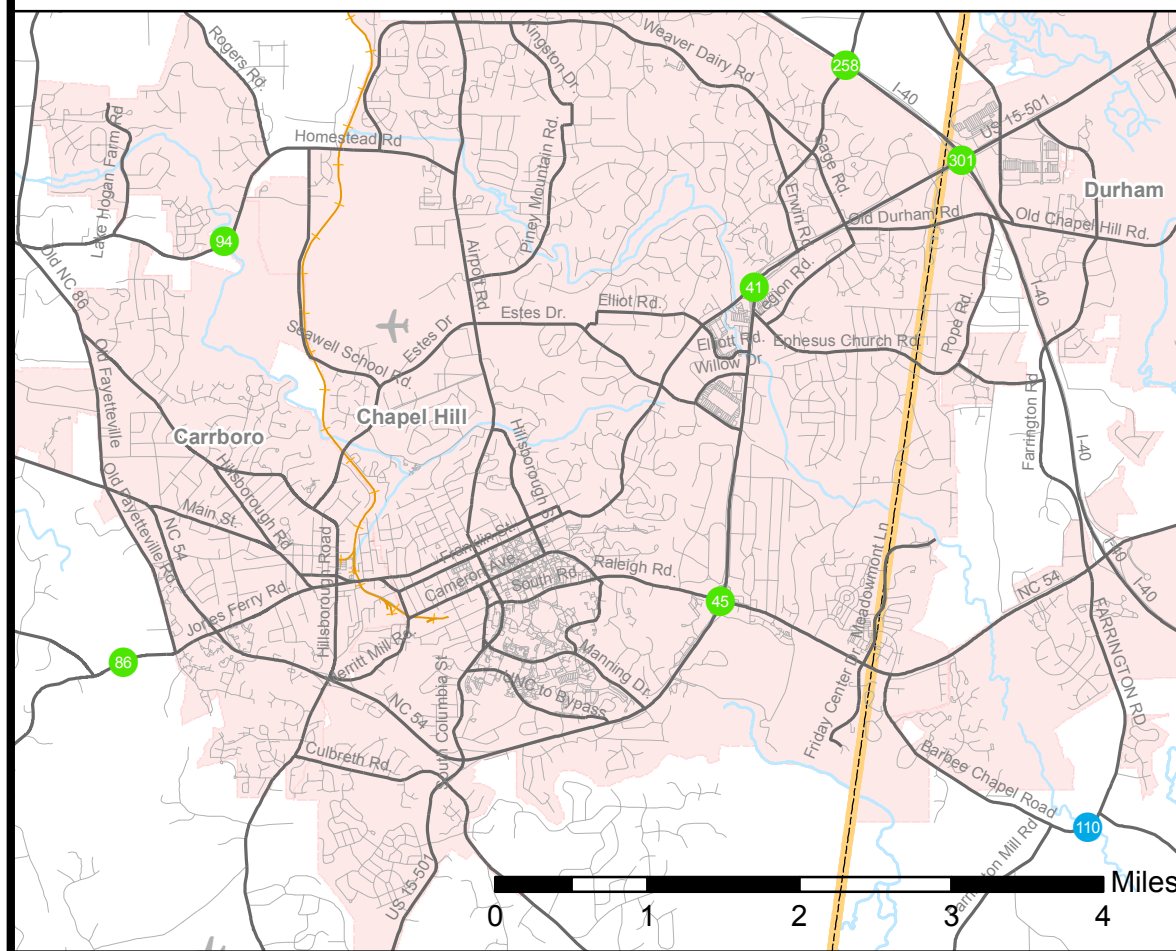 Rogers Rd.
Kingston Dr.
Weaver Dairy Rd
258
I-40
US 15-501
Lake Hogan Farm Rd
Homestead Rd
Piney Mountain Rd.
Sage Rd.
301
Durham
Erwin Rd
Old Durham Rd
Old Chapel Hill Rd.
94
Old NC 86
Airport Rd.
41
Legion Rd.
I-40
Elliot Rd.
Estes Dr.
Estes Dr
Seawell School Rd.
Elliott Rd.
Ephesus Church Rd
Pope Rd.
Willow Dr
Old Fayetteville
Farrington Rd
Chapel Hill
Carrboro
Hillsborough S
I-40
Old Fayetteville Rd.
Hillsborough Rd
Main St.
NC 54
Franklin St.
Hillsborough Road
Cameron Ave.
South Rd.
Raleigh Rd.
Meadowmont Ln
I-40
I-40
NC 54
45
Jones Ferry Rd.
FARRINGTON RD
86
Merritt Mill Rd.
Manning Dr.
UNC to Bypass
NC 54
South Columbia St
Friday Center Dr
Culbreth Rd.
Barbee Chapel Road
110
US 15-501
Farrington Mill Rd
Miles
0 1 2 3 4